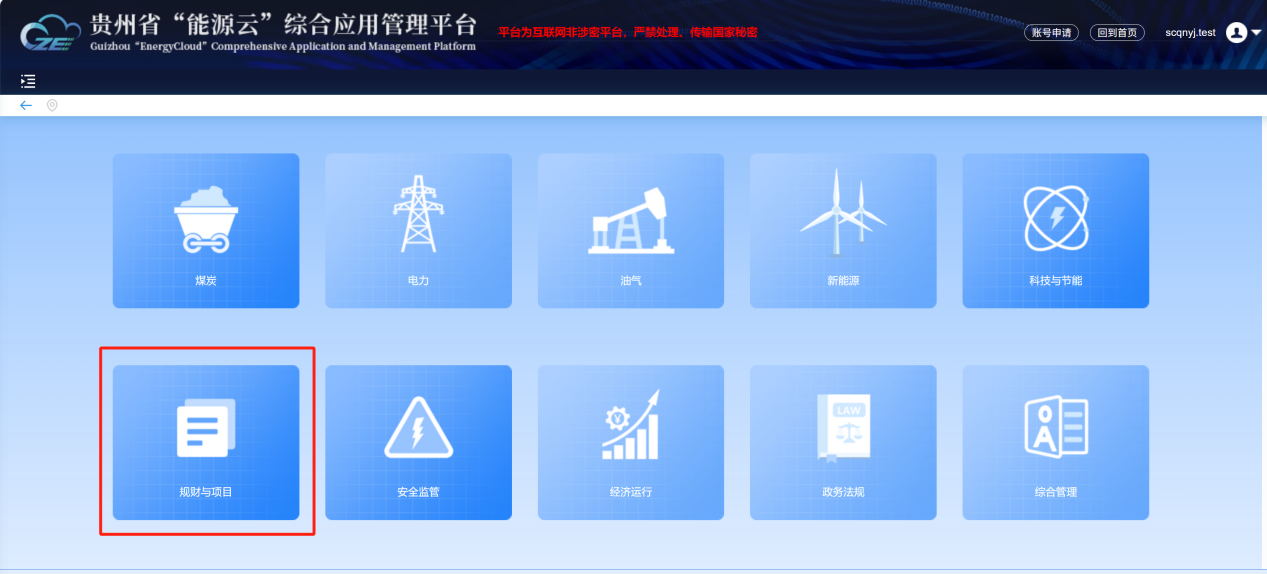 贵州省“能源云”综合应用管理平台
Guizhou “EnergyCloud” Comprehensive Application and Management Platform
平台为互联网非涉密平台，严禁处理、传输国家秘密
账号申请
回到首页
scqnyj.test
GZE
煤炭
电力
油气
新能源
科技与节能
规财与项目
安全监管
¥
经济运行
LAW
政务法规
OA
综合管理